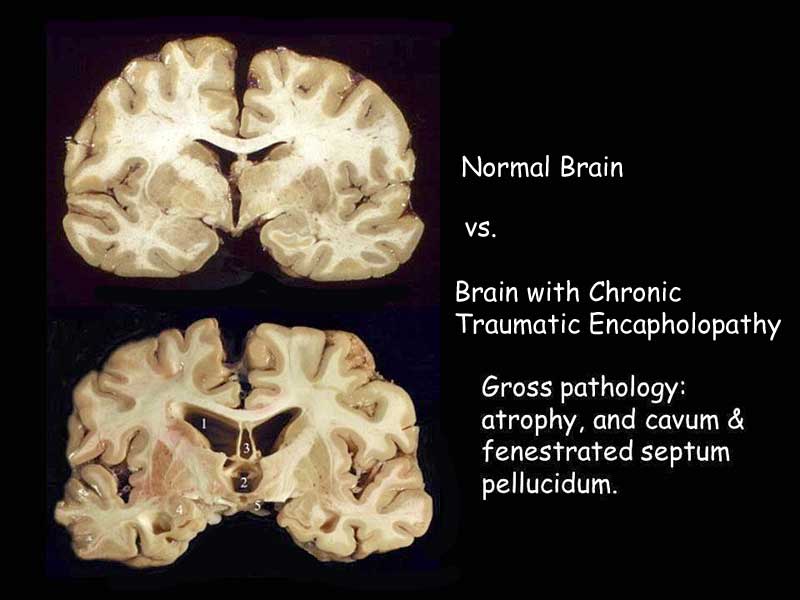 Normal Brain
vs.
Brain with Chronic
Traumatic Encapholopathy
Gross pathology:
atrophy, and cavum &
fenestrated septum
pellucidum.
1
3
2
4
5